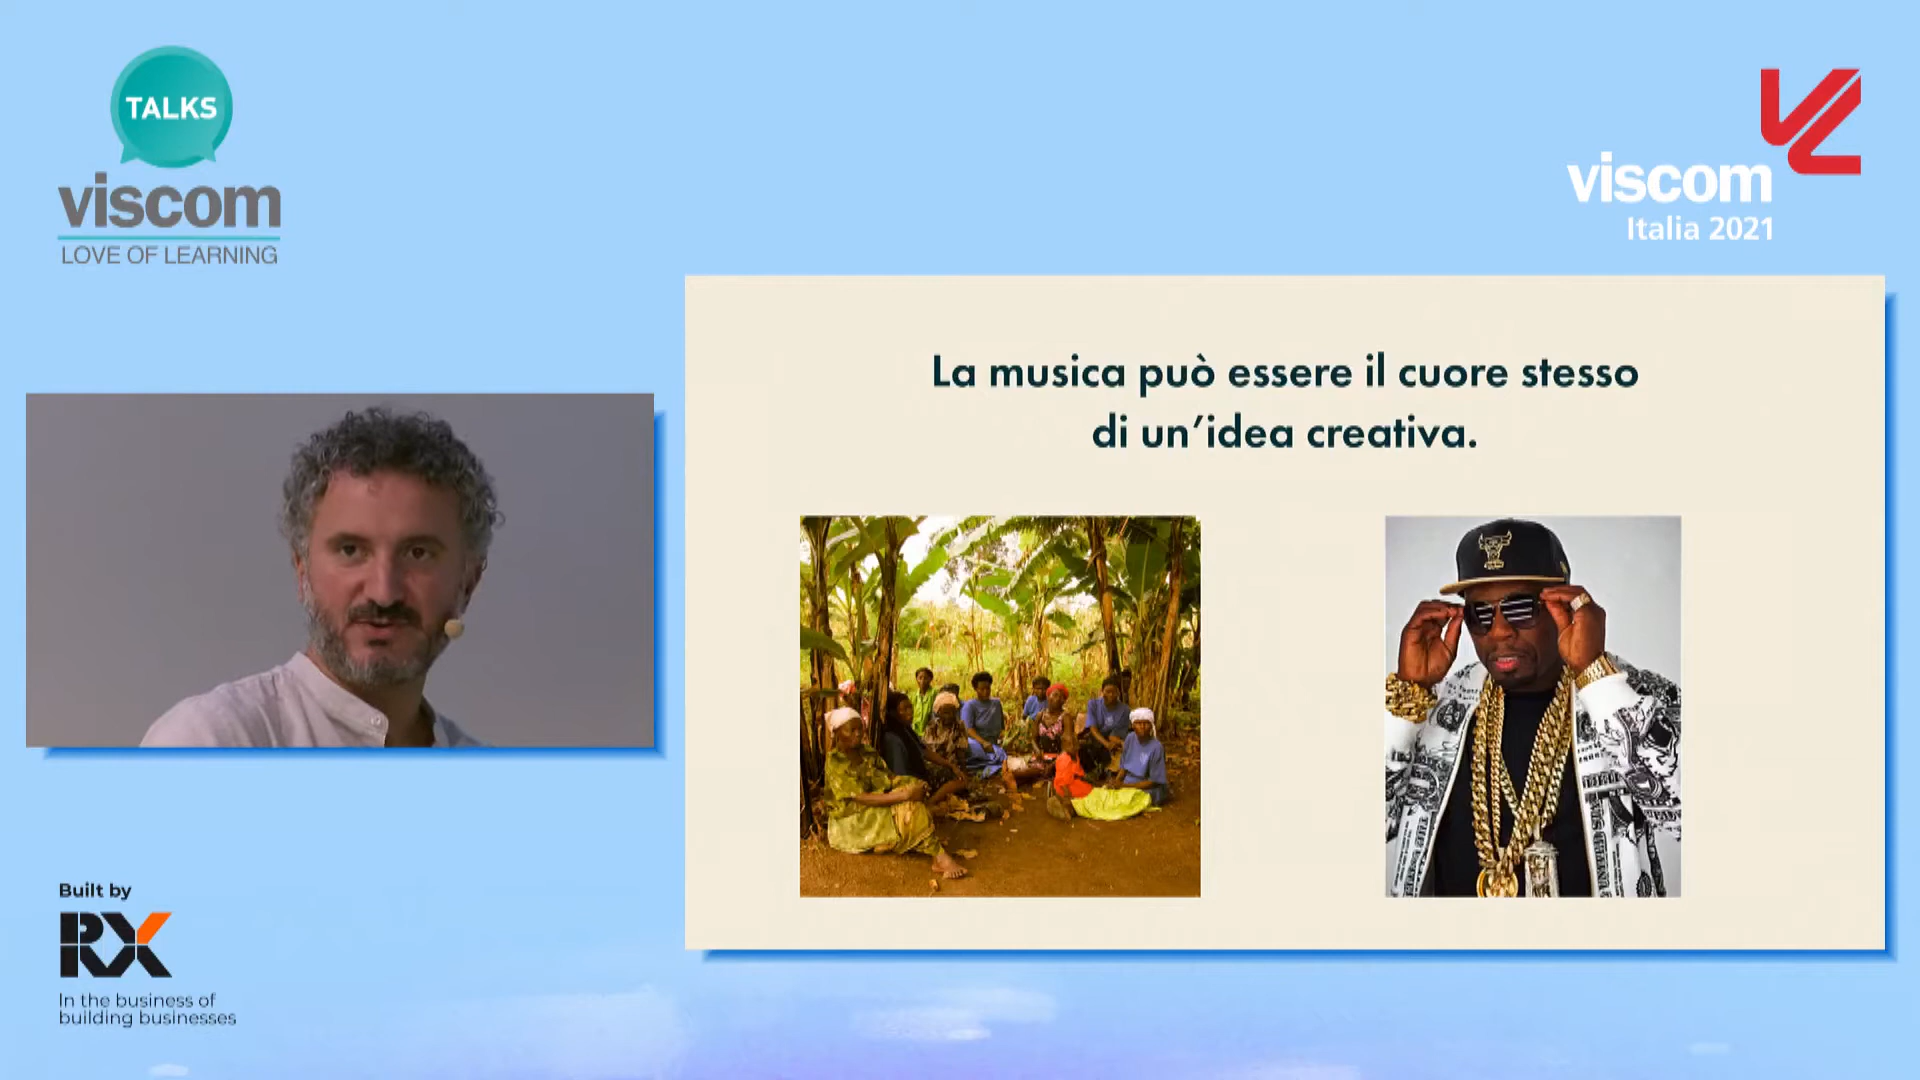 TALKS
viscom
LOVE OF LEARNING
viscom
Italia 2021
La musica può essere il cuore stesso
di un’idea creativa.
Built by
RX
In the business of
building businesses